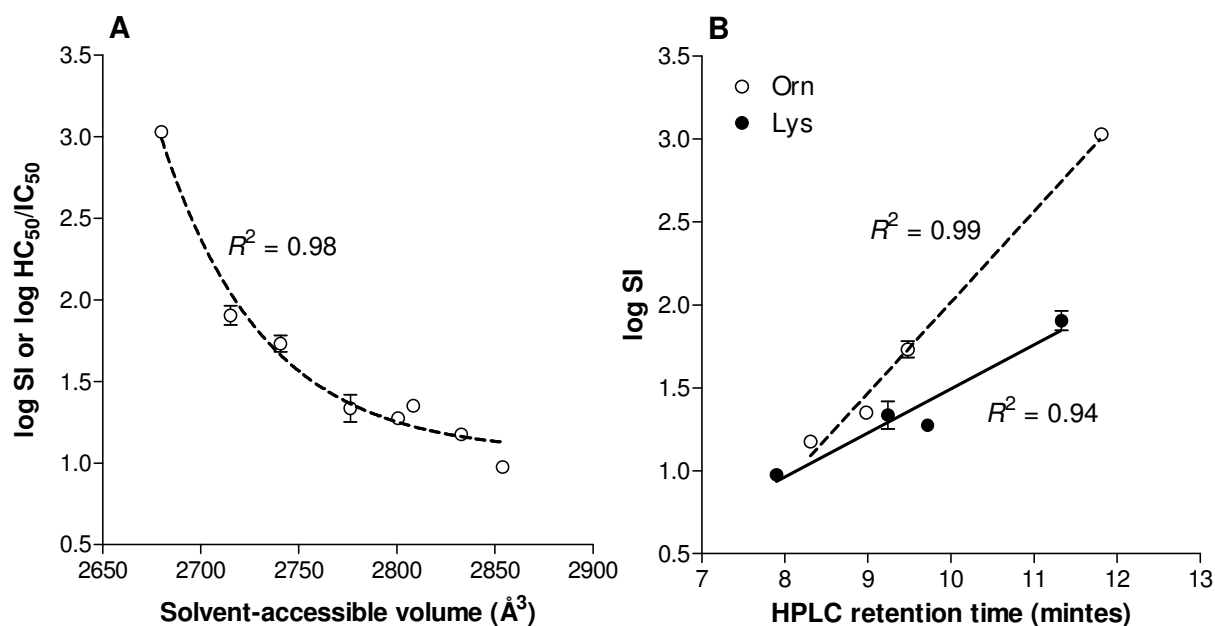 A
3.5
3.0
2.5
2.0
1.5
1.0
0.5
2650
2700
2750
2800
2850
2900
log SI or log HC50/IC50
Solvent-accessible volume (Å3)
R2 = 0.98
B
3.5
3.0
2.5
2.0
1.5
1.0
0.5
7
8
9
10
11
12
13
log SI
HPLC retention time (mintes)
Orn
Lys
R2 = 0.99
R2 = 0.94